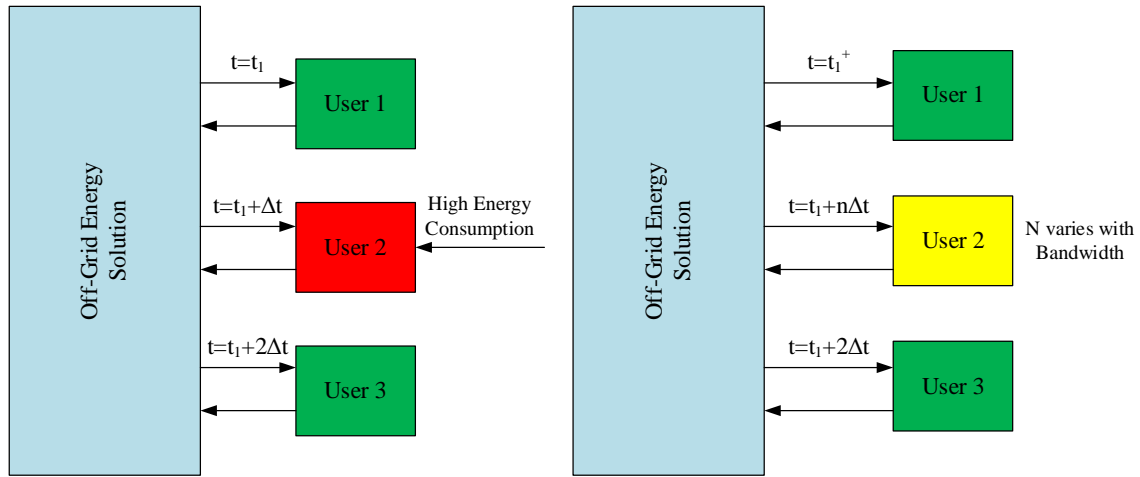 Off-Grid Energy
Solution
t=t₁
User 1
t=t₁+Δt
User 2
High Energy
Consumption
t=t₁+2Δt
User 3
Off-Grid Energy
Solution
t=t₁⁺
User 1
t=t₁+nΔt
User 2
N varies with
Bandwidth
t=t₁+2Δt
User 3